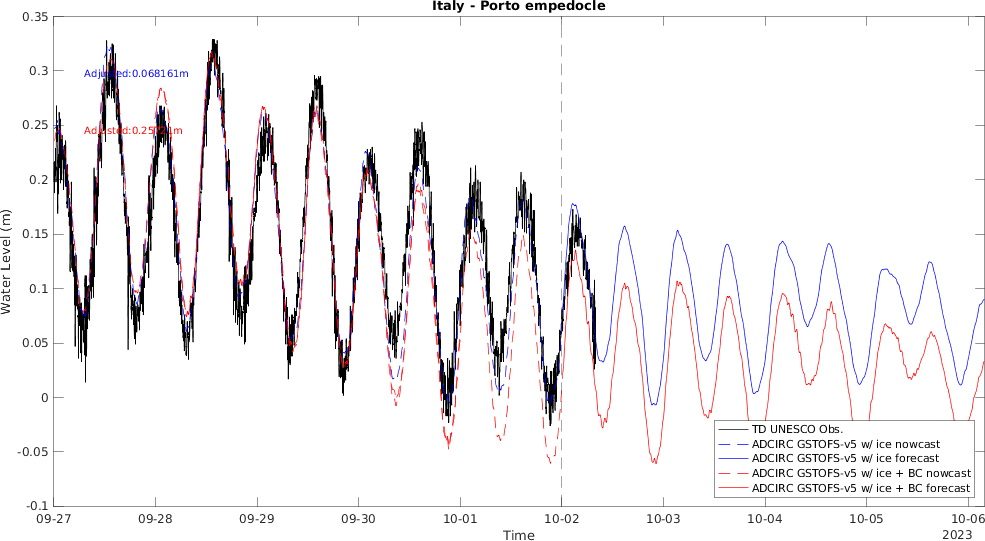 Italy - Porto empedocle
0.35
0.3
0.25
0.2
0.15
0.1
0.05
0
-0.05
-0.1
Water Level (m)
Adjusted:0.068161m
TD UNESCO Obs.
ADCIRC GSTOFS-v5 w/ ice nowcast
ADCIRC GSTOFS-v5 w/ ice forecast
ADCIRC GSTOFS-v5 w/ ice + BC nowcast
ADCIRC GSTOFS-v5 w/ ice + BC forecast
09-27 09-28 09-29 09-30 10-01 10-02 10-03 10-04 10-05 10-06
Time
2023